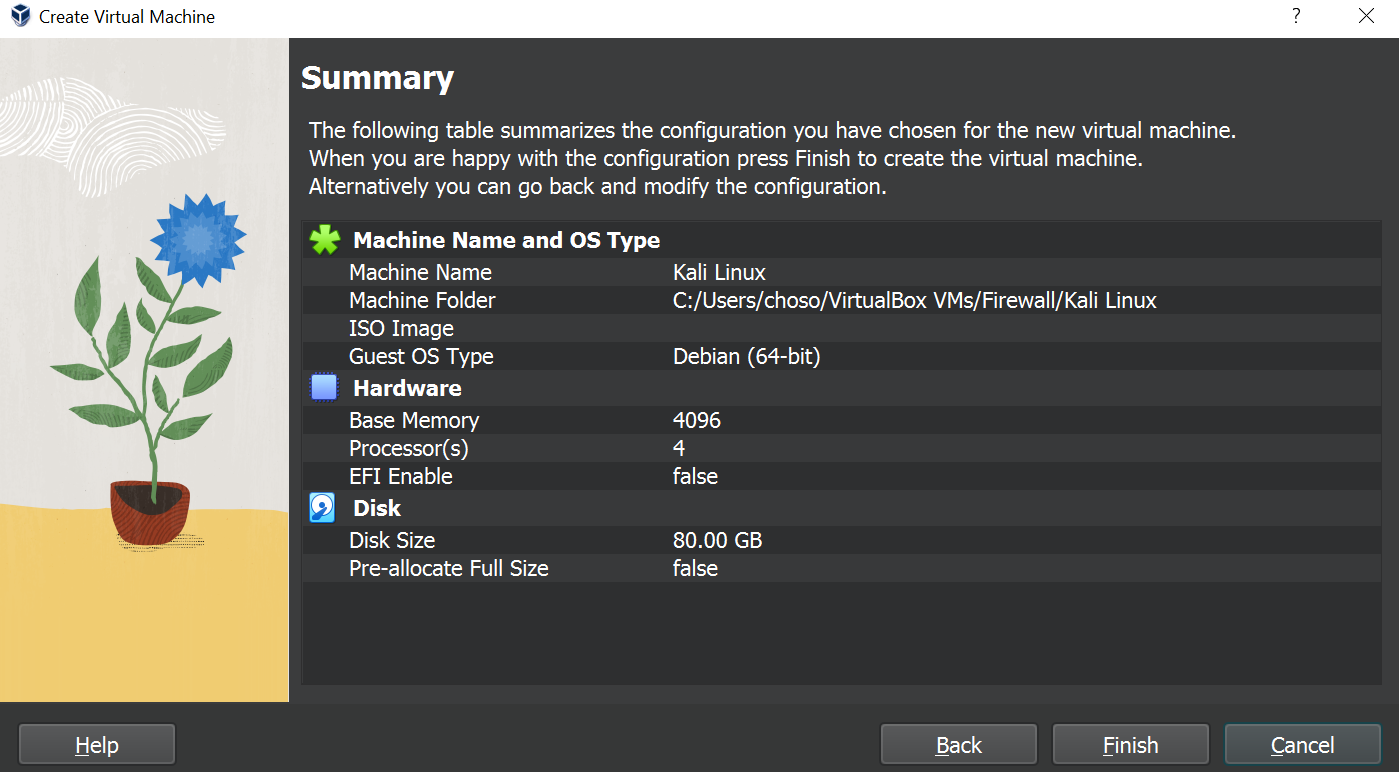 Create Virtual Machine
?
Summary
The following table summarizes the configuration you have chosen for the new virtual machine.
When you are happy with the configuration press Finish to create the virtual machine.
Alternatively you can go back and modify the configuration.
Machine Name and OS Type
Machine Name Kali Linux
Machine Folder C:/Users/choso/VirtualBox VMs/Firewall/Kali Linux
ISO Image
Guest OS Type Debian (64-bit)
Hardware
Base Memory 4096
Processor(s) 4
EFI Enable false
Disk
Disk Size 80.00 GB
Pre-allocate Full Size false
Help Back Finish Cancel